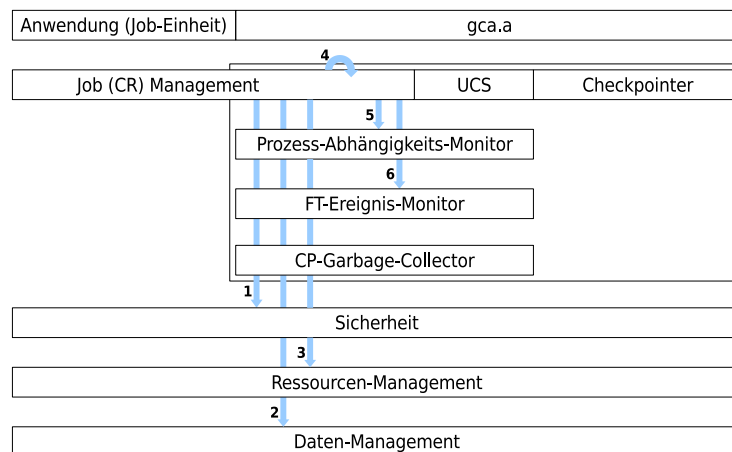 Anwendung (Job-Einheit) gca.a
4
Job (CR) Management UCS Checkpointer
5
Prozess-Abhängigkeits-Monitor
6
FT-Ereignis-Monitor
CP-Garbage-Collector
1
Sicherheit
3
Ressourcen-Management
2
Daten-Management